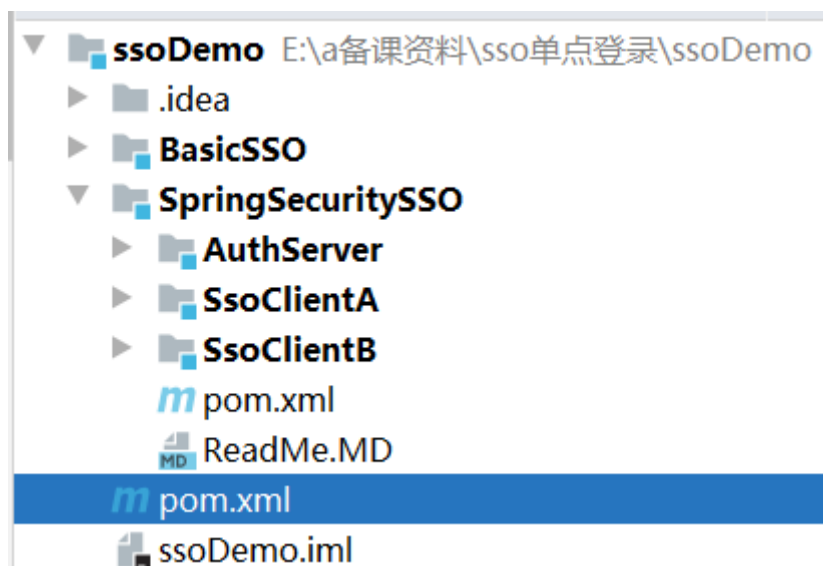 ssoDemo E:\a备课资料\sso单点登录\ssoDemo
.idea
BasicSSO
SpringSecuritySSO
AuthServer
SsoClientA
SsoClientB
m pom.xml
MD ReadMe.MD
m pom.xml
ssoDemo.iml